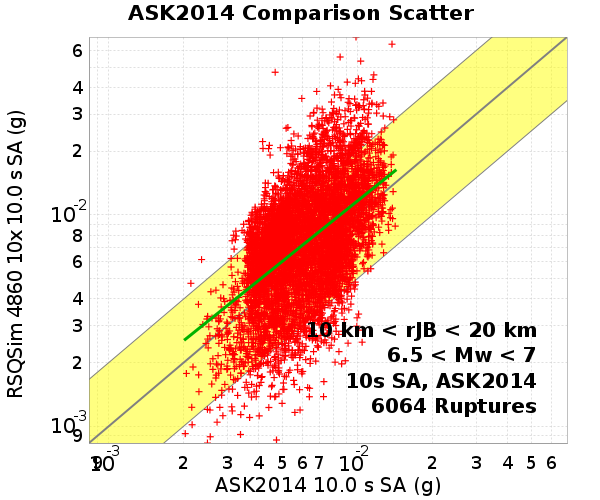 ASK2014 Comparison Scatter
RSQSim 4860 10x 10.0 s SA (g)
6
4
3
2
10-2
8
6
4
3
2
10-3
9
10 km < rJB < 20 km
6.5 < Mw < 7
10s SA, ASK2014
6064 Ruptures
9 10-3 2 3 4 5 6 7 10-2 2 3 4 5 6
ASK2014 10.0 s SA (g)